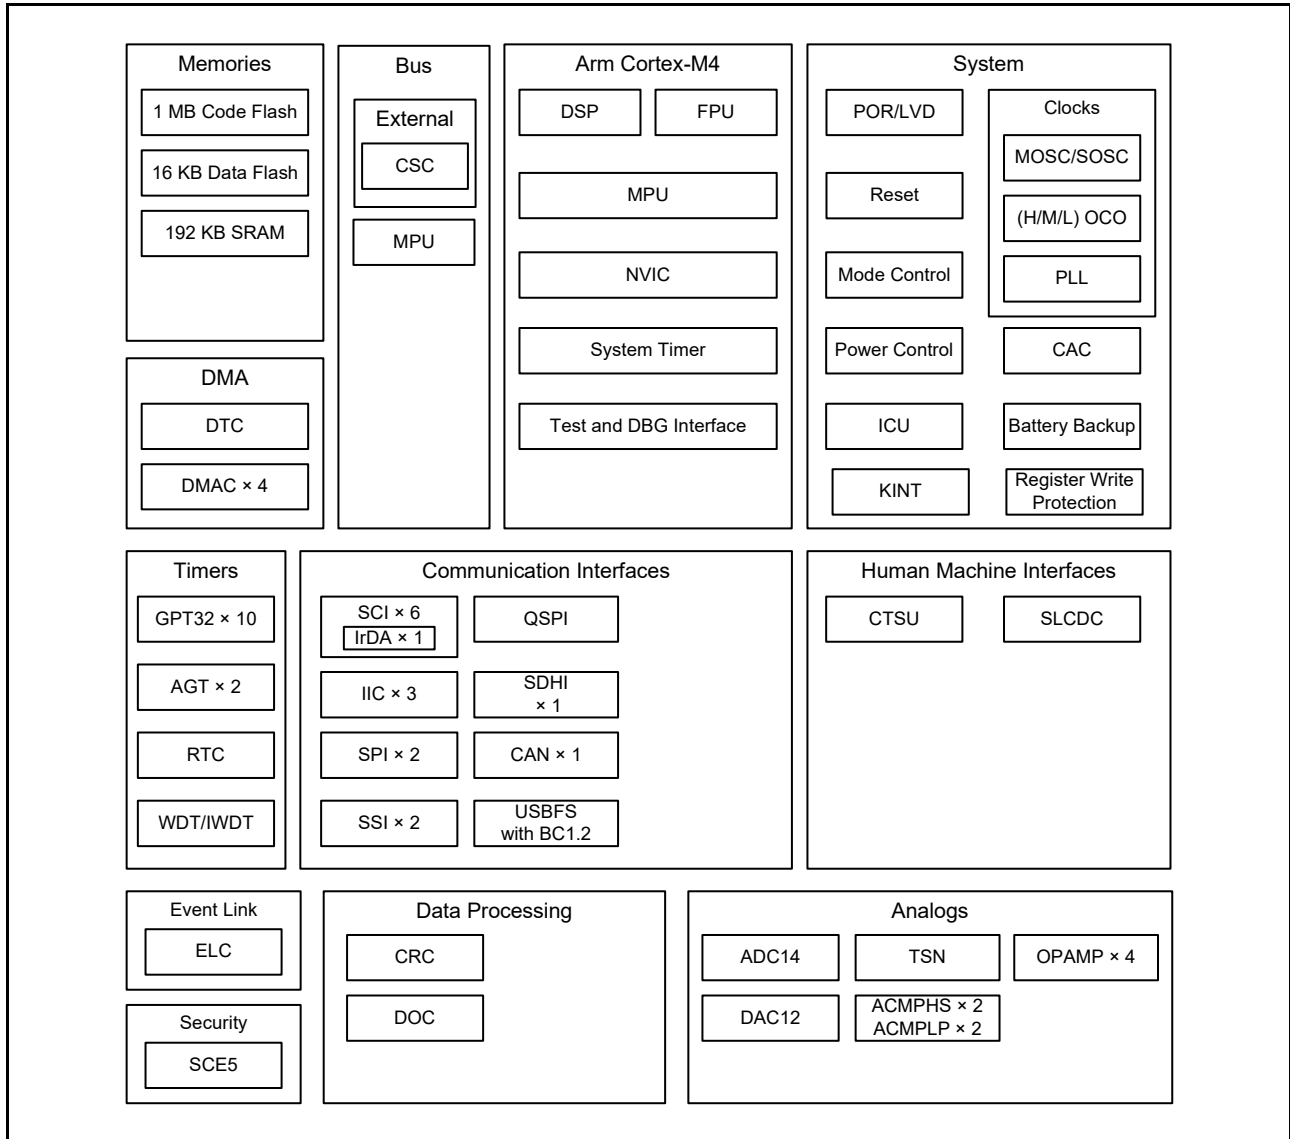 Memories
1 MB Code Flash
16 KB Data Flash
192 KB SRAM
DMA
DTC
DMAC × 4
Bus
External
CSC
MPU
Arm Cortex-M4
DSP
FPU
MPU
NVIC
System Timer
Test and DBG Interface
System
POR/LVD
Reset
Mode Control
Power Control
ICU
KINT
Clocks
MOSC/SOSC
(H/M/L) OCO
PLL
CAC
Battery Backup
Register Write
Protection
Timers
GPT32 × 10
AGT × 2
RTC
WDT/IWDT
Communication Interfaces
SCI × 6
IrDA × 1
IIC × 3
SPI × 2
SSI × 2
QSPI
SDHI
× 1
CAN × 1
USBFS
with BC1.2
Human Machine Interfaces
CTSU
SLCDC
Event Link
ELC
Security
SCE5
Data Processing
CRC
DOC
Analogs
ADC14
TSN
OPAMP × 4
DAC12
ACMPHS × 2
ACMPLP × 2